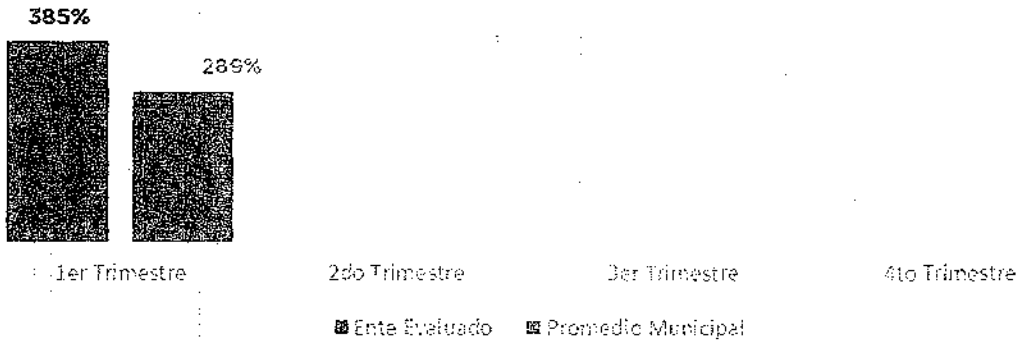 385%
289%
1er Trimestre 2do Trimestre 3er Trimestre 4to Trimestre
Ente Evaluado Promedio Municipal